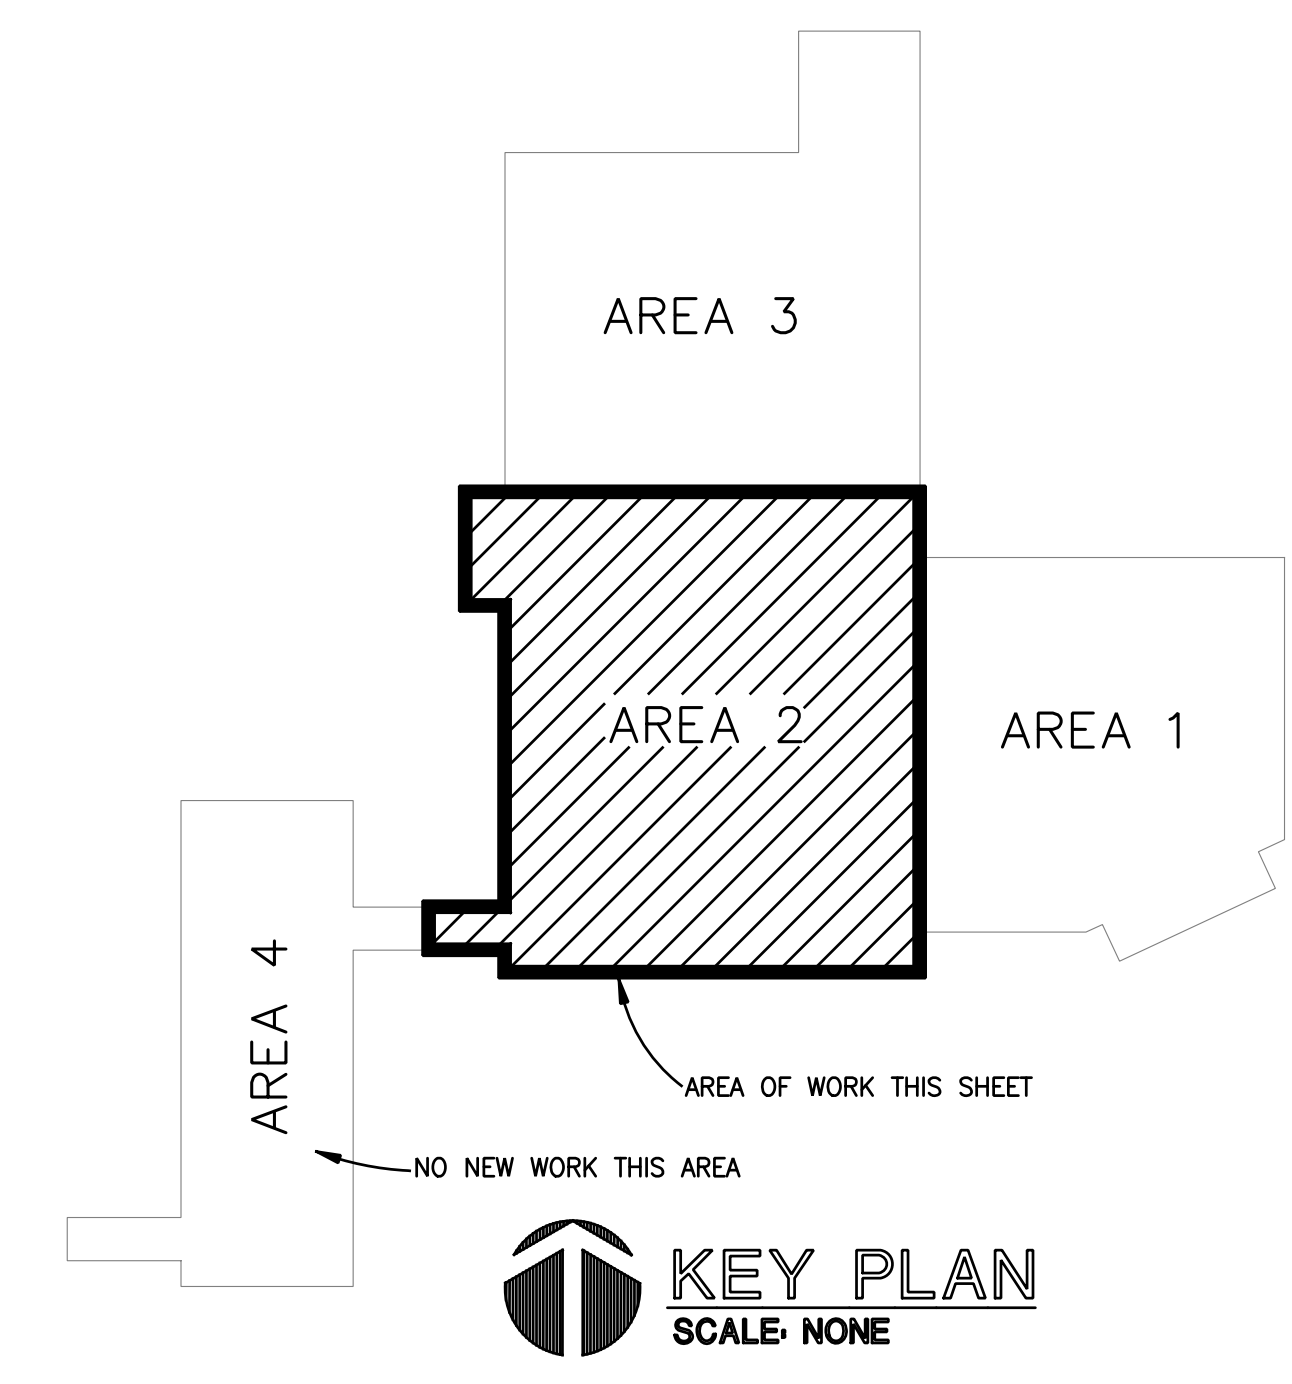 AREA 3
AREA 2
AREA 1
AREA 4
AREA OF WORK THIS SHEET
NO NEW WORK THIS AREA
KEY PLAN
SCALE: NONE